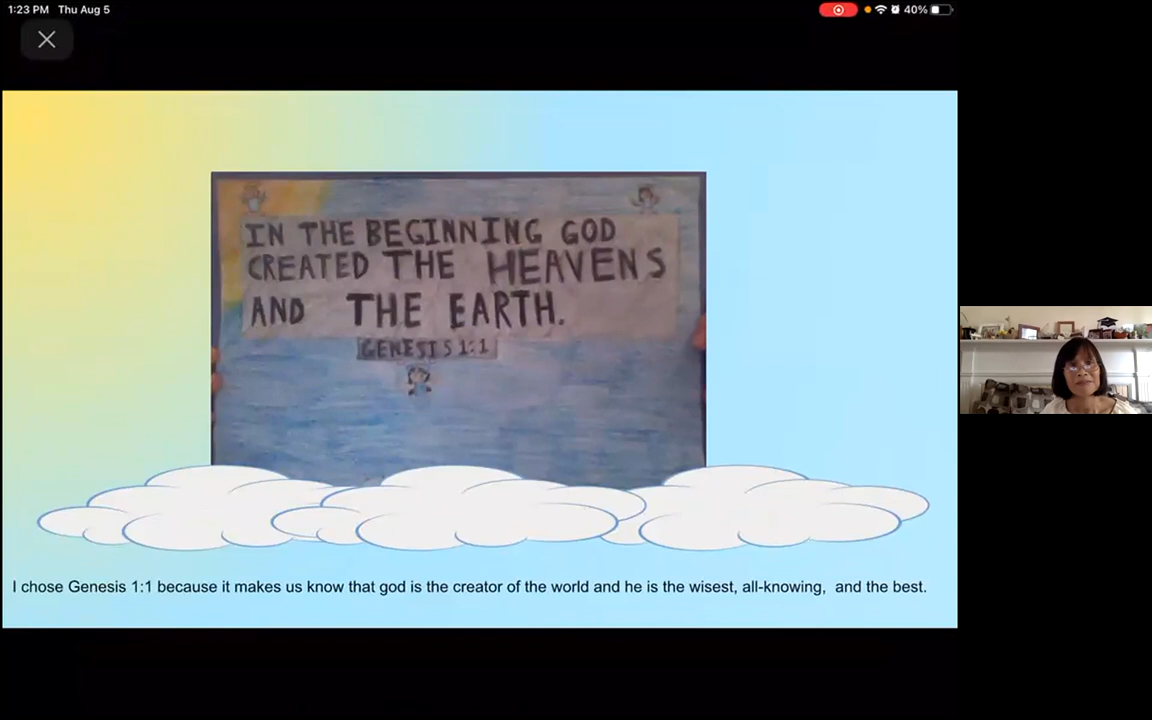 1:23 PM Thu Aug 5
40%
IN THE BEGINNING GOD
CREATED THE HEAVENS
AND THE EARTH.
GENESIS 1:1
I chose Genesis 1:1 because it makes us know that god is the creator of the world and he is the wisest, all-knowing, and the best.